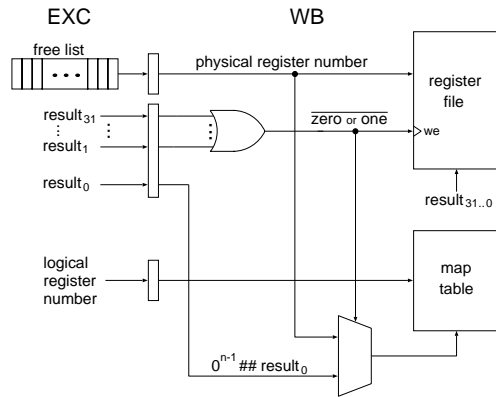 EXC WB
free list
physical register number
register
file
result31
zero or one
we
result1
result0
result31..0
logical
register
number
map
table
0^n-1 ## result0